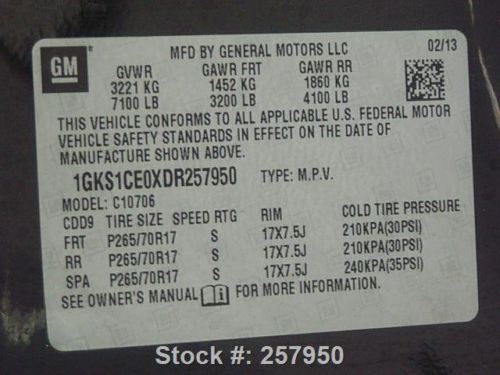 GM
MFD BY GENERAL MOTORS LLC 02/13
GVWR GAWR FRT GAWR RR
3221 KG 1452 KG 1860 KG
7100 LB 3200 LB 4100 LB
THIS VEHICLE CONFORMS TO ALL APPLICABLE U.S. FEDERAL MOTOR
VEHICLE SAFETY STANDARDS IN EFFECT ON THE DATE OF
MANUFACTURE SHOWN ABOVE.
1GKS1CE0XDR257950 TYPE: M.P.V.
MODEL: C10706
CDD9 TIRE SIZE SPEED RTG RIM COLD TIRE PRESSURE
FRT P265/70R17 S 17X7.5J 210KPA(30PSI)
RR P265/70R17 S 17X7.5J 210KPA(30PSI)
SPA P265/70R17 S 17X7.5J 240KPA(35PSI)
SEE OWNER'S MANUAL i FOR MORE INFORMATION.
Stock #: 257950